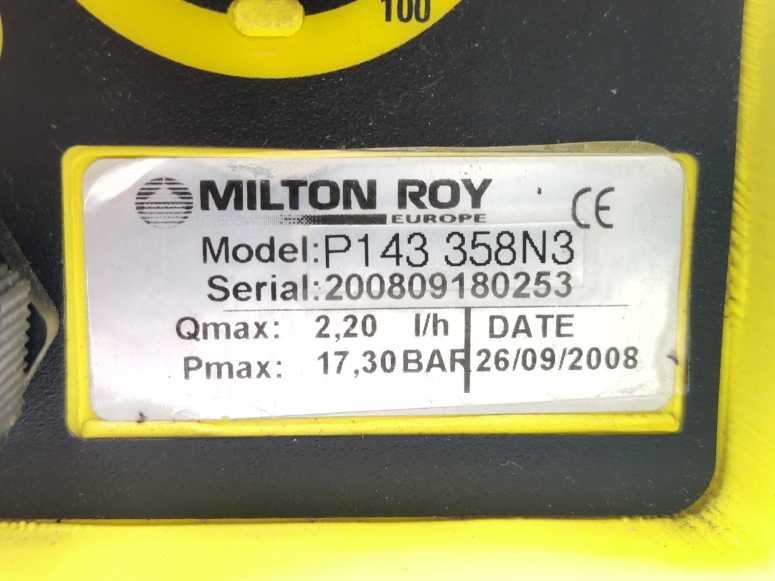 100
MILTON ROY
EUROPE
CE
Model:P143 358N3
Serial:200809180253
Qmax: 2,20 l/h DATE
Pmax: 17,30 BAR 26/09/2008